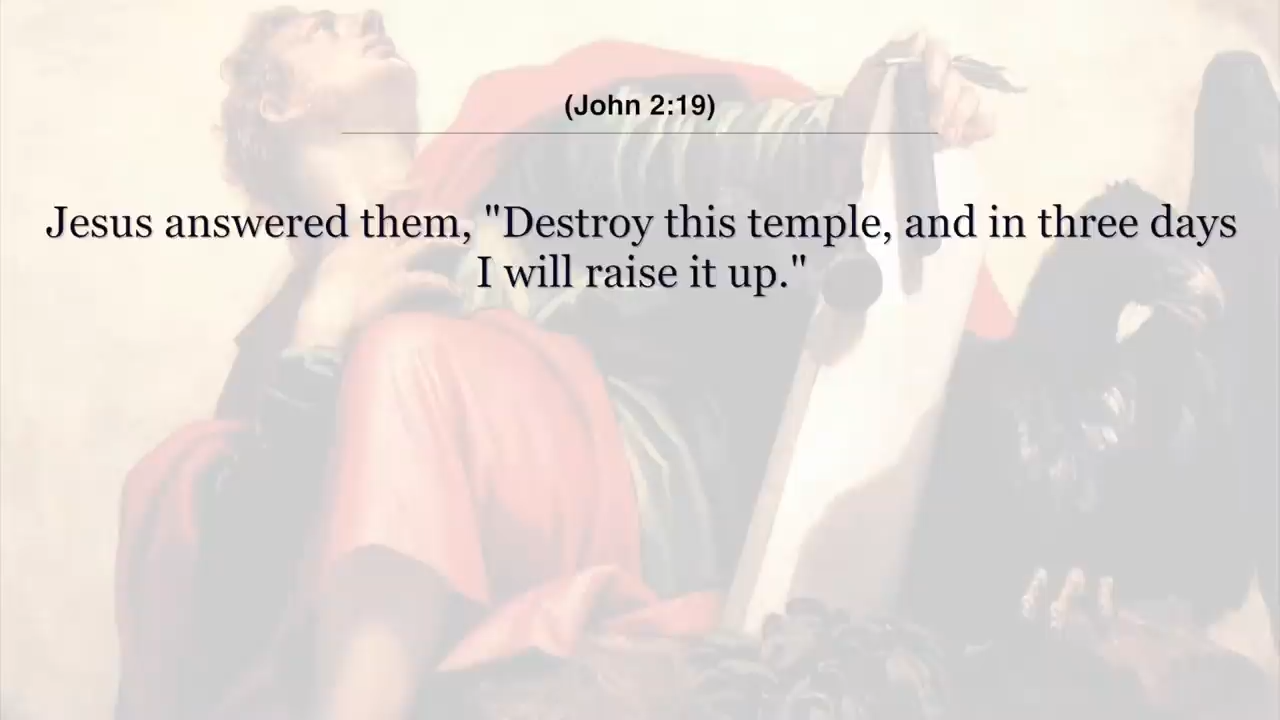 (John 2:19)
Jesus answered them, "Destroy this temple, and in three days
I will raise it up."